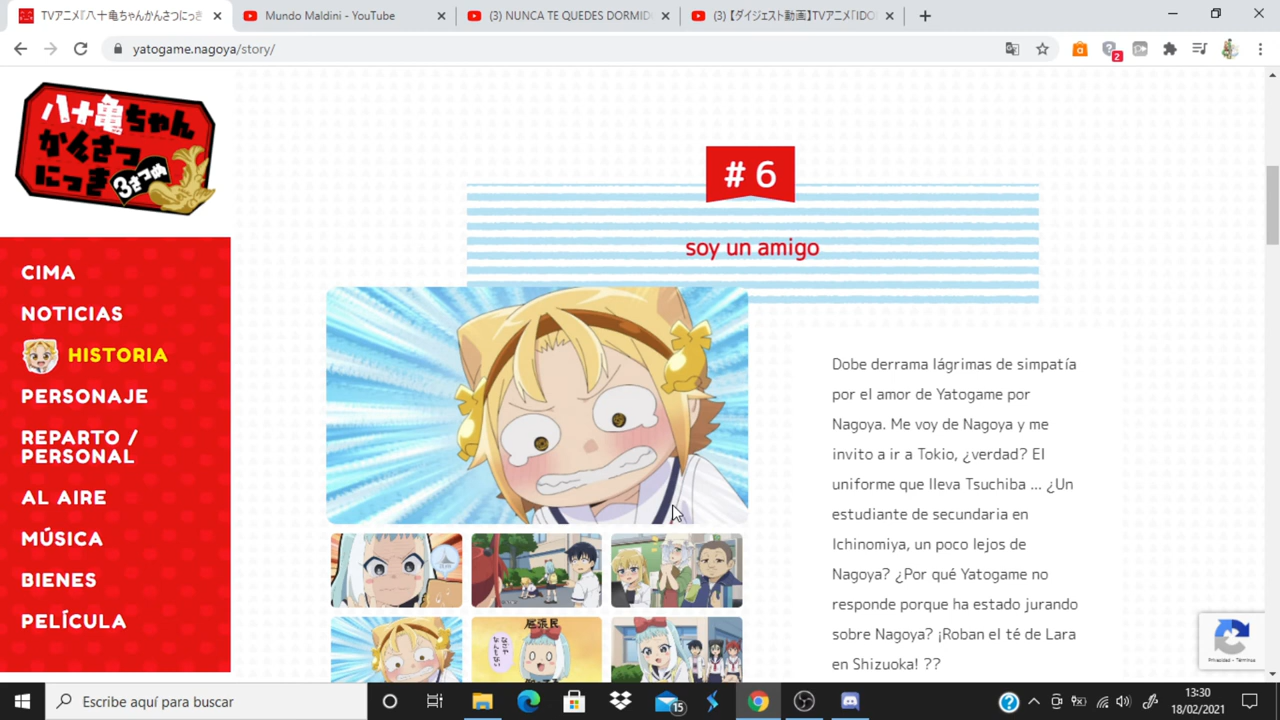 TVアニメ『八十亀ちゃんかんさつにっき
Mundo Maldini - YouTube
(3) NUNCA TE QUEDES DORMID
(3) 【ダイジェスト動画】TVアニメ「IDO
yatogame.nagoya/story/
2
八十亀ちゃん
かんさつ
にっき
3さつめ
# 6
soy un amigo
CIMA
NOTICIAS
HISTORIA
PERSONAJE
REPARTO /
PERSONAL
AL AIRE
MÚSICA
BIENES
PELÍCULA
Dobe derrama lágrimas de simpatía
por el amor de Yatogame por
Nagoya. Me voy de Nagoya y me
invito a ir a Tokio, ¿verdad? El
uniforme que lleva Tsuchiba ... ¿Un
estudiante de secundaria en
Ichinomiya, un poco lejos de
Nagoya? ¿Por qué Yatogame no
responde porque ha estado jurando
sobre Nagoya? ¡Roban el té de Lara
en Shizuoka! ??
尾張民
Privacidad - Términos
Escribe aquí para buscar
15
13:30
18/02/2021